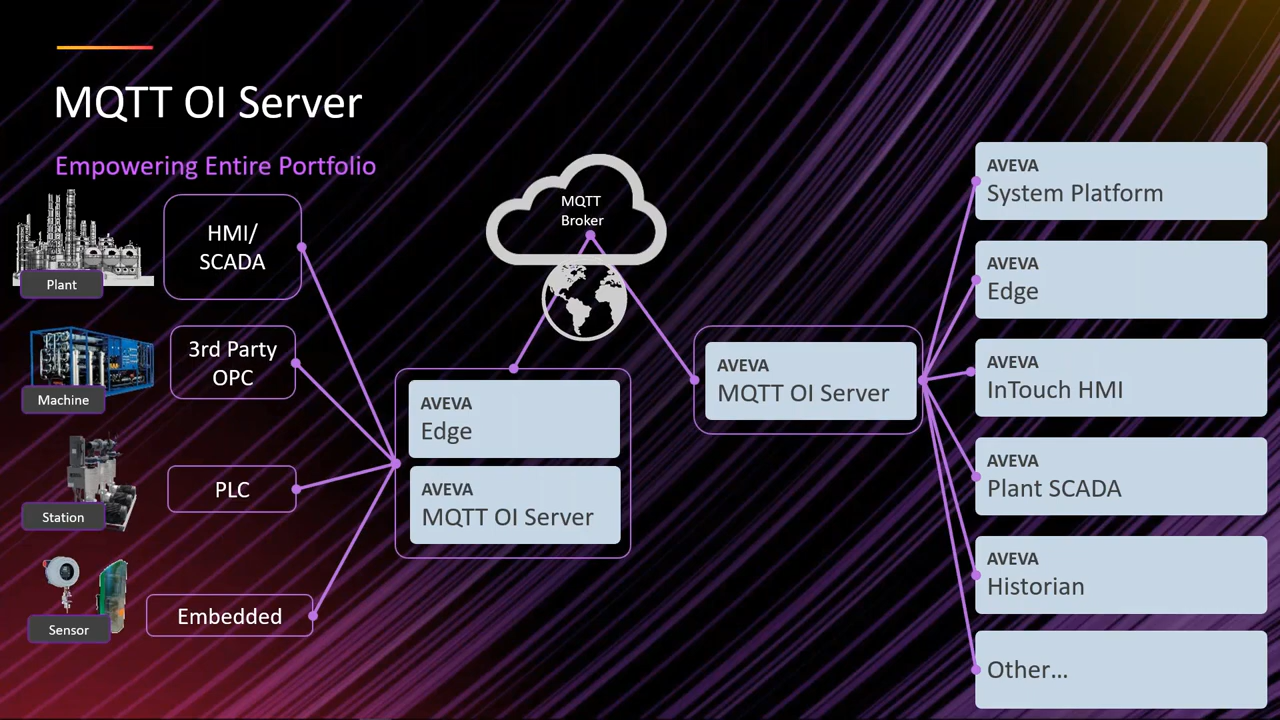 MQTT OI Server
Empowering Entire Portfolio
Plant
HMI/
SCADA
Machine
3rd Party
OPC
Station
PLC
Sensor
Embedded
MQTT
Broker
AVEVA
Edge
AVEVA
MQTT OI Server
AVEVA
MQTT OI Server
AVEVA
System Platform
AVEVA
Edge
AVEVA
InTouch HMI
AVEVA
Plant SCADA
AVEVA
Historian
Other...